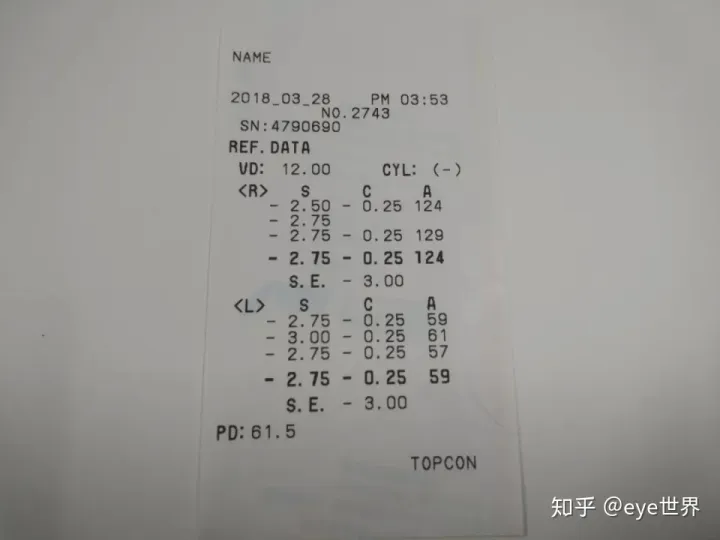 NAME
2018_03_28 PM 03:53
NO.2743
SN:4790690
REF.DATA
VD: 12.00 CYL: (-)
<R> S C A
- 2.50 - 0.25 124
- 2.75
- 2.75 - 0.25 129
- 2.75 - 0.25 124
S.E. - 3.00
<L> S C A
- 2.75 - 0.25 59
- 3.00 - 0.25 61
- 2.75 - 0.25 57
- 2.75 - 0.25 59
S.E. - 3.00
PD: 61.5
TOPCON
知乎 @eye世界